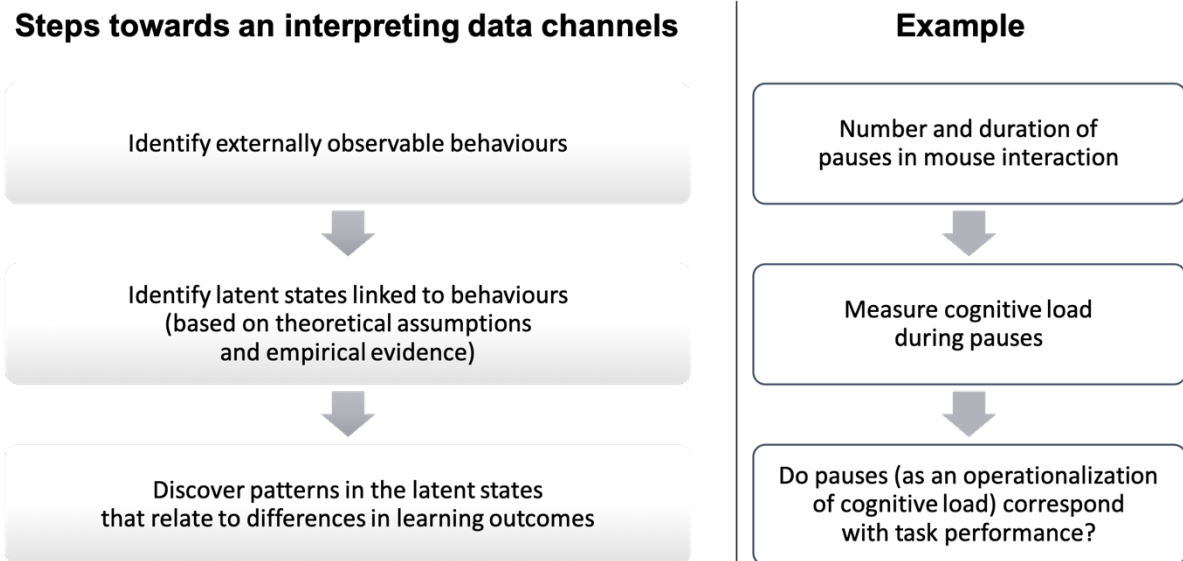 Steps towards an interpreting data channels
Identify externally observable behaviours
Identify latent states linked to behaviours
(based on theoretical assumptions
and empirical evidence)
Discover patterns in the latent states
that relate to differences in learning outcomes
Example
Number and duration of
pauses in mouse interaction
Measure cognitive load
during pauses
Do pauses (as an operationalization
of cognitive load) correspond
with task performance?